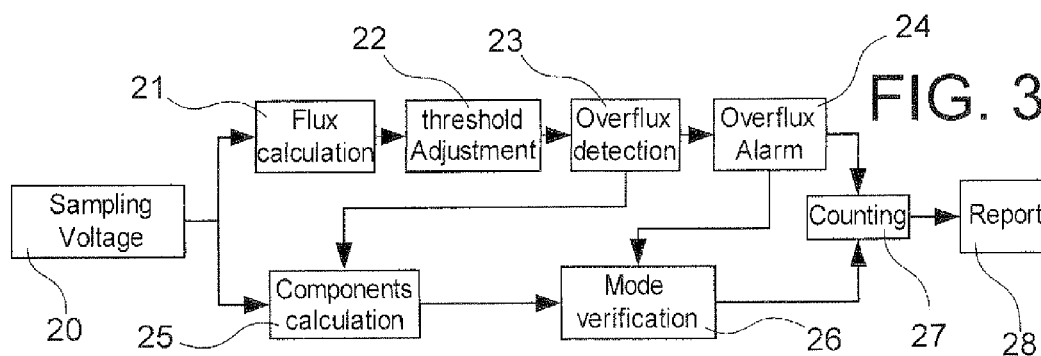 22
23
24
21
FIG. 3
Flux
calculation
threshold
Adjustment
Overflux
detection
Overflux
Alarm
Sampling
Voltage
Counting
Report
Components
calculation
Mode
verification
20
25
26
27
28